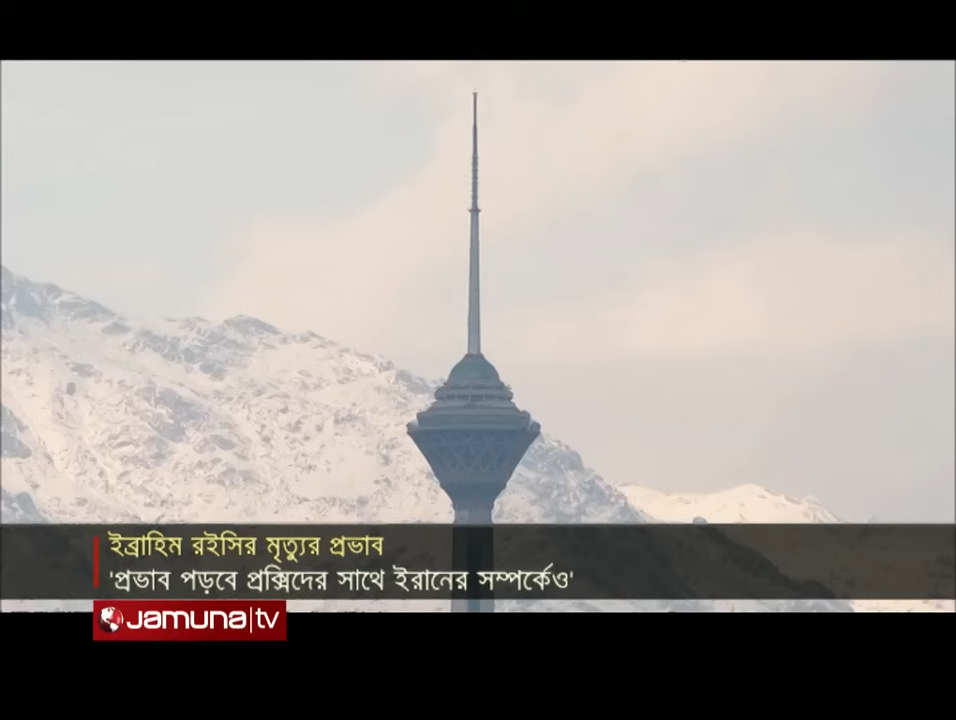 ইব্রাহিম রইসির মৃত্যুর প্রভাব
'প্রভাব পড়বে প্রক্সিদের সাথে ইরানের সম্পর্কেও'
Jamuna|tv